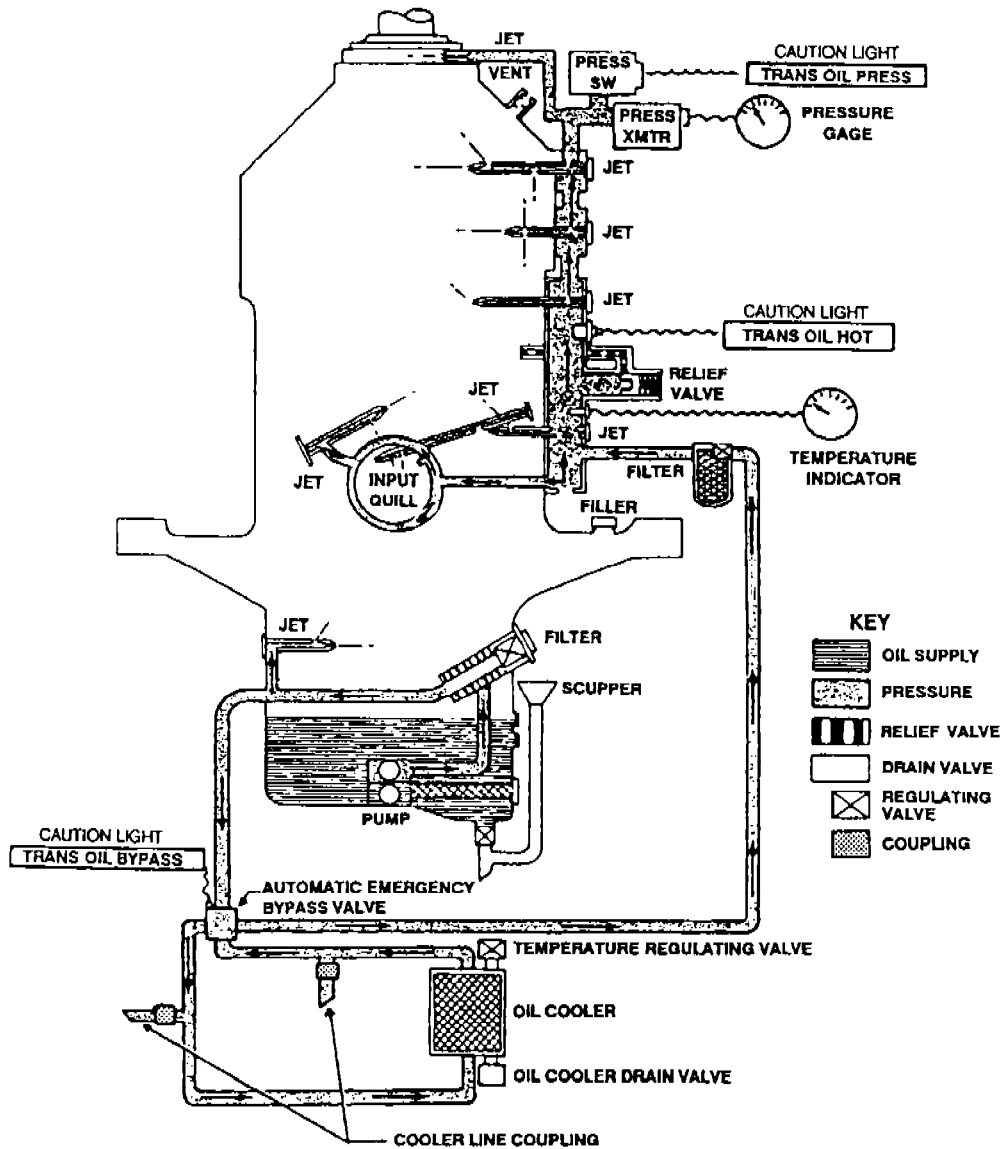 JET
VENT
PRESS
SW
CAUTION LIGHT
TRANS OIL PRESS
PRESS
XMTR
PRESSURE
GAGE
JET
JET
JET
CAUTION LIGHT
TRANS OIL HOT
RELIEF
VALVE
JET
JET
JET
INPUT
QUILL
FILTER
TEMPERATURE
INDICATOR
FILLER
JET
FILTER
SCUPPER
PUMP
KEY
OIL SUPPLY
PRESSURE
RELIEF VALVE
DRAIN VALVE
REGULATING
VALVE
COUPLING
CAUTION LIGHT
TRANS OIL BYPASS
AUTOMATIC EMERGENCY
BYPASS VALVE
TEMPERATURE REGULATING VALVE
OIL COOLER
OIL COOLER DRAIN VALVE
COOLER LINE COUPLING